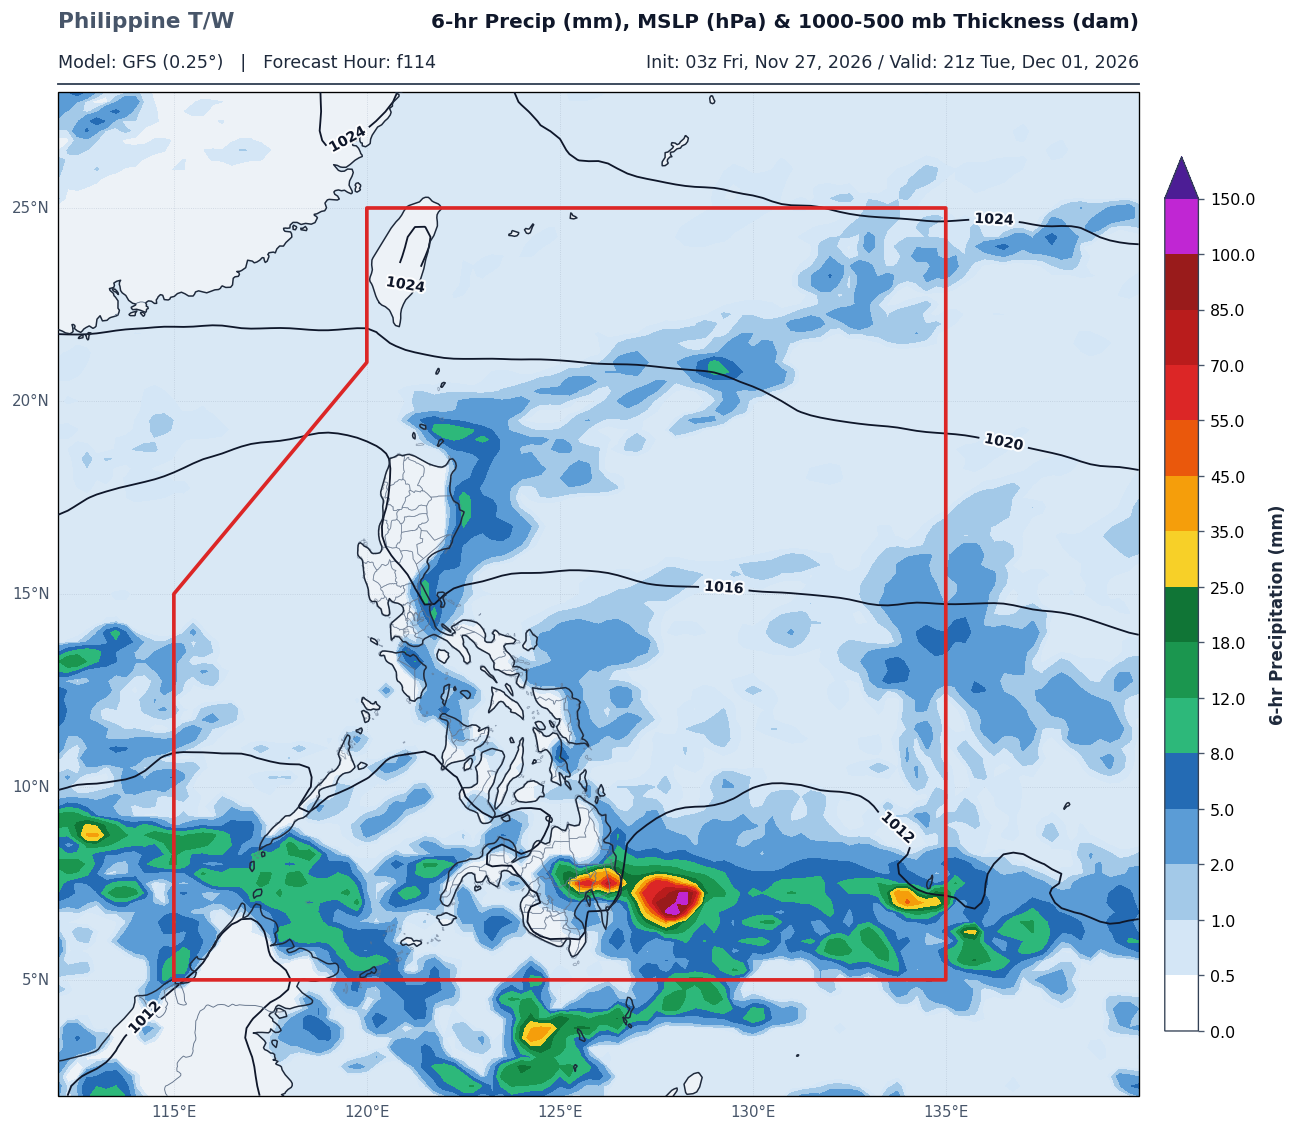 Philippine T/W
6-hr Precip (mm), MSLP (hPa) & 1000-500 mb Thickness (dam)
Model: GFS (0.25°)   |   Forecast Hour: f114
Init: 03z Fri, Nov 27, 2026 / Valid: 21z Tue, Dec 01, 2026
1024
1024
1024
1020
1016
1012
1012
25°N
20°N
15°N
10°N
5°N
115°E
120°E
125°E
130°E
135°E
150.0
100.0
85.0
70.0
55.0
45.0
35.0
25.0
18.0
12.0
8.0
5.0
2.0
1.0
0.5
0.0
6-hr Precipitation (mm)